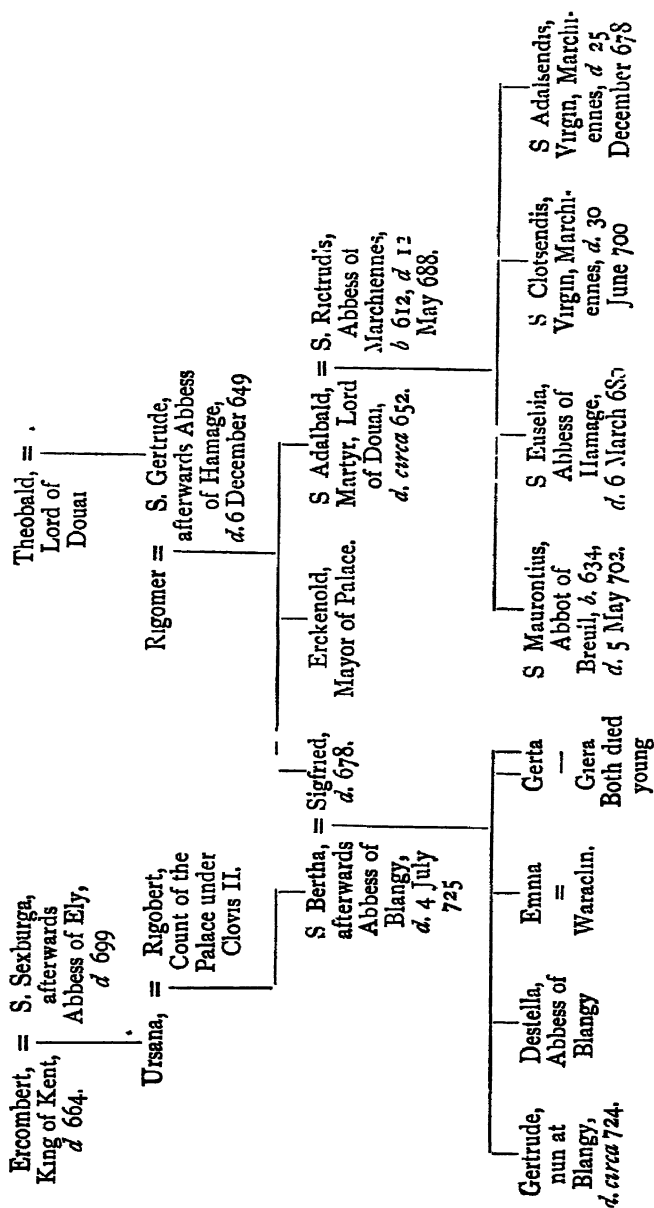 Ercombert, = S. Sexburga,
King of Kent, afterwards
d 664. Abbess of Ely,
d 699
Theobald, =
Lord of
Douai
Ursana, = Rigobert,
Count of the
Palace under
Clovis II.
Rigomer = S. Gertrude,
afterwards Abbess
of Hamage,
d. 6 December 649
S Bertha, = Sigfried,
afterwards d. 678.
Abbess of
Blangy,
d. 4 July
725
Erckenold,
Mayor of Palace.
S Adalbald, = S. Rictrudis,
Martyr, Lord Abbess of
of Douai, Marchiennes,
d. circa 652. b 612, d 12
May 688.
Gertrude,
nun at
Blangy,
d. circa 724.
Destella,
Abbess of
Blangy
Emma
=
Waraclin.
Gerta
—
Giera
Both died
young
S Maurontius,
Abbot of
Breuil, b. 634,
d. 5 May 702.
S Eusebia,
Abbess of
Hamage,
d. 6 March
S Clotsendis,
Virgin, Marchi-
ennes, d. 30
June 700
S Adalsendis,
Virgin, Marchi-
ennes, d 25
December 678